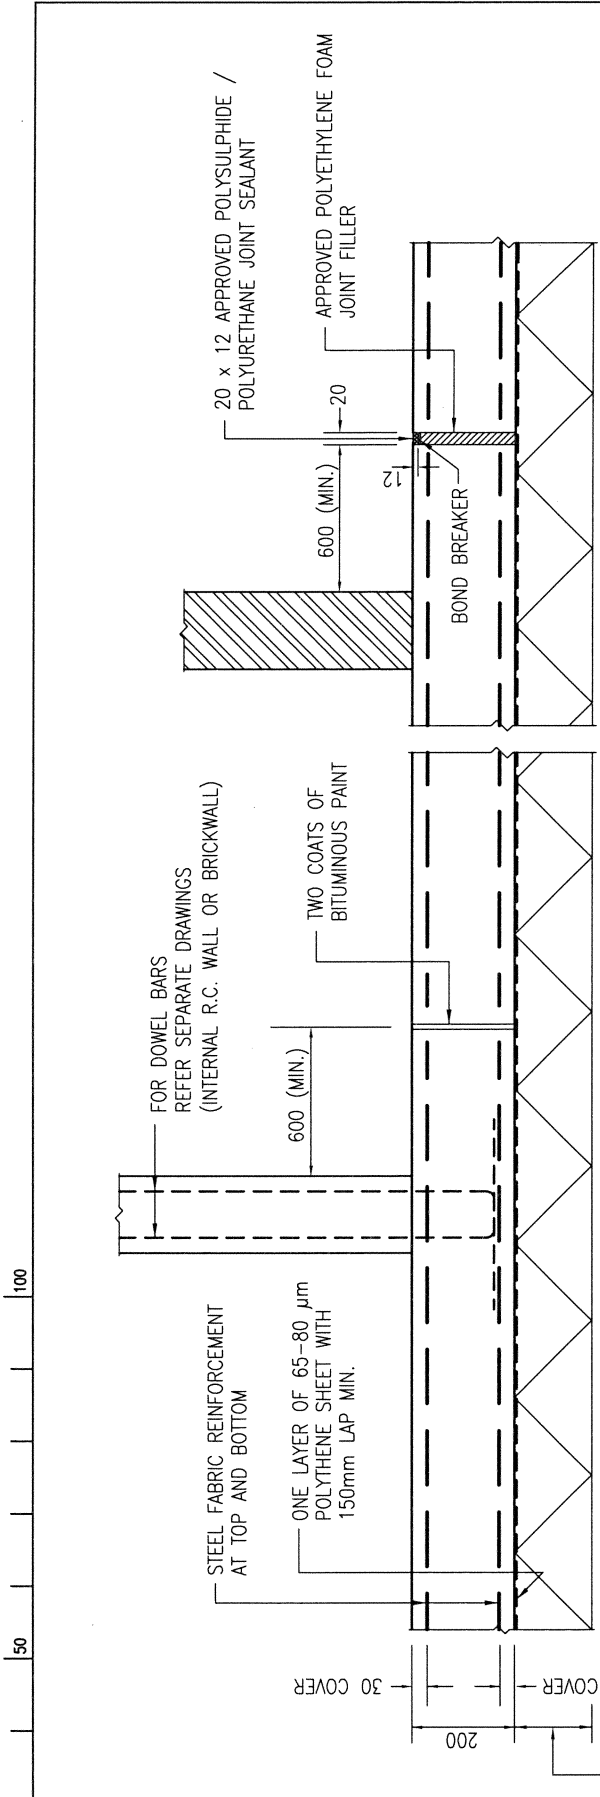 20 x 12 APPROVED POLYSULPHIDE /
POLYURETHANE JOINT SEALANT
APPROVED POLYETHYLENE FOAM
JOINT FILLER
20
600 (MIN.)
12
BOND BREAKER
FOR DOWEL BARS
REFER SEPARATE DRAWINGS
(INTERNAL R.C. WALL OR BRICKWALL)
TWO COATS OF
BITUMINOUS PAINT
600 (MIN.)
STEEL FABRIC REINFORCEMENT
AT TOP AND BOTTOM
ONE LAYER OF 65-80 µm
POLYTHENE SHEET WITH
150mm LAP MIN.
30 COVER
COVER
200
100
50